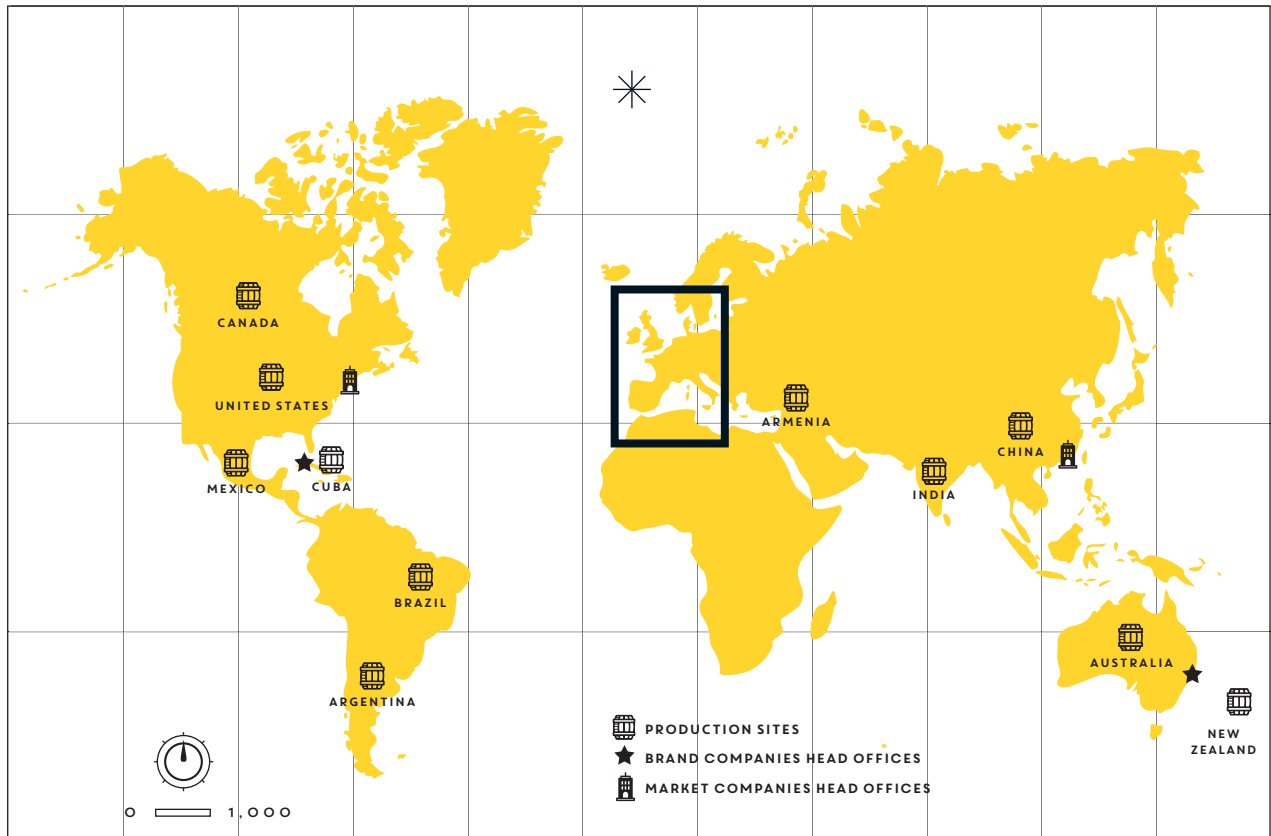 CANADA
UNITED STATES
ARMENIA
CHINA
MEXICO
CUBA
INDIA
BRAZIL
AUSTRALIA
ARGENTINA
NEW
ZEALAND
PRODUCTION SITES
BRAND COMPANIES HEAD OFFICES
MARKET COMPANIES HEAD OFFICES
0 1,000